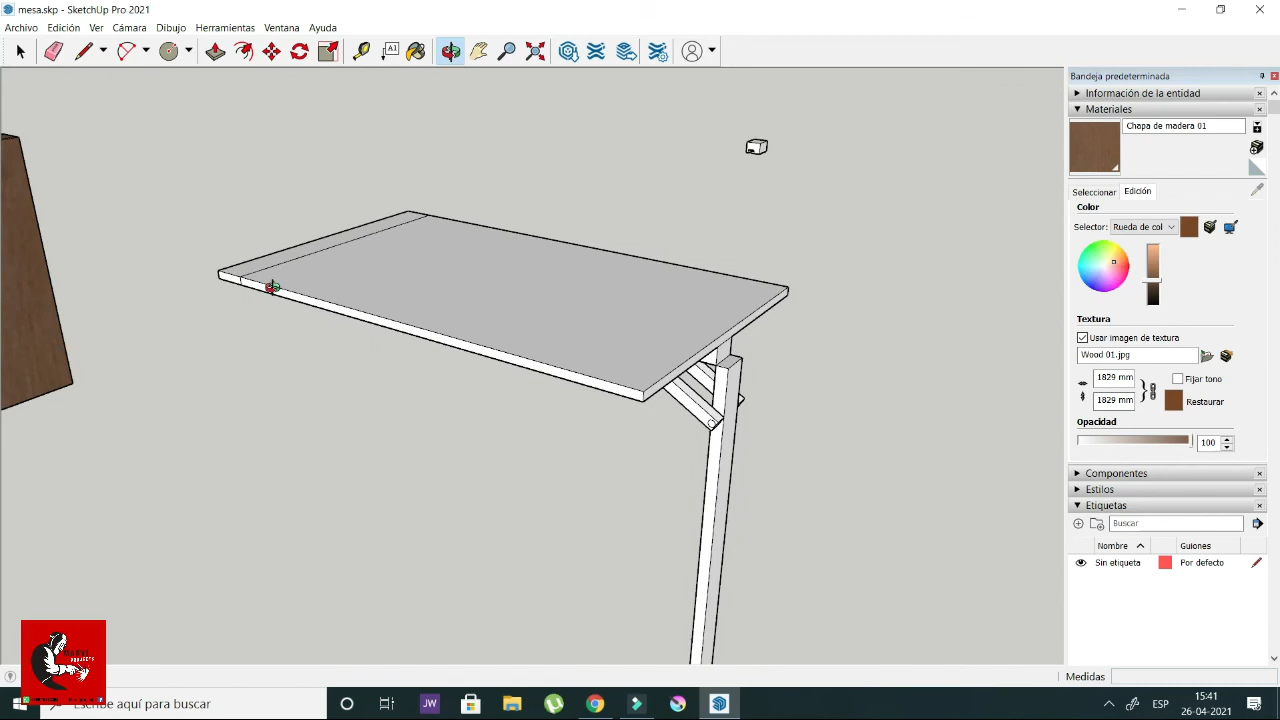 mesa.skp - SketchUp Pro 2021
Archivo Edición Ver Cámara Dibujo Herramientas Ventana Ayuda
A1
Bandeja predeterminada
Información de la entidad
Materiales
Chapa de madera 01
Seleccionar Edición
Color
Selector: Rueda de col
Textura
Usar imagen de textura
Wood 01.jpg
1829 mm Fijar tono
1829 mm Restaurar
Opacidad
100
Componentes
Estilos
Etiquetas
Buscar
Nombre Guiones
Sin etiqueta Por defecto
Medidas
Escribe aquí para buscar
JW
ESP
15:41
26-04-2021